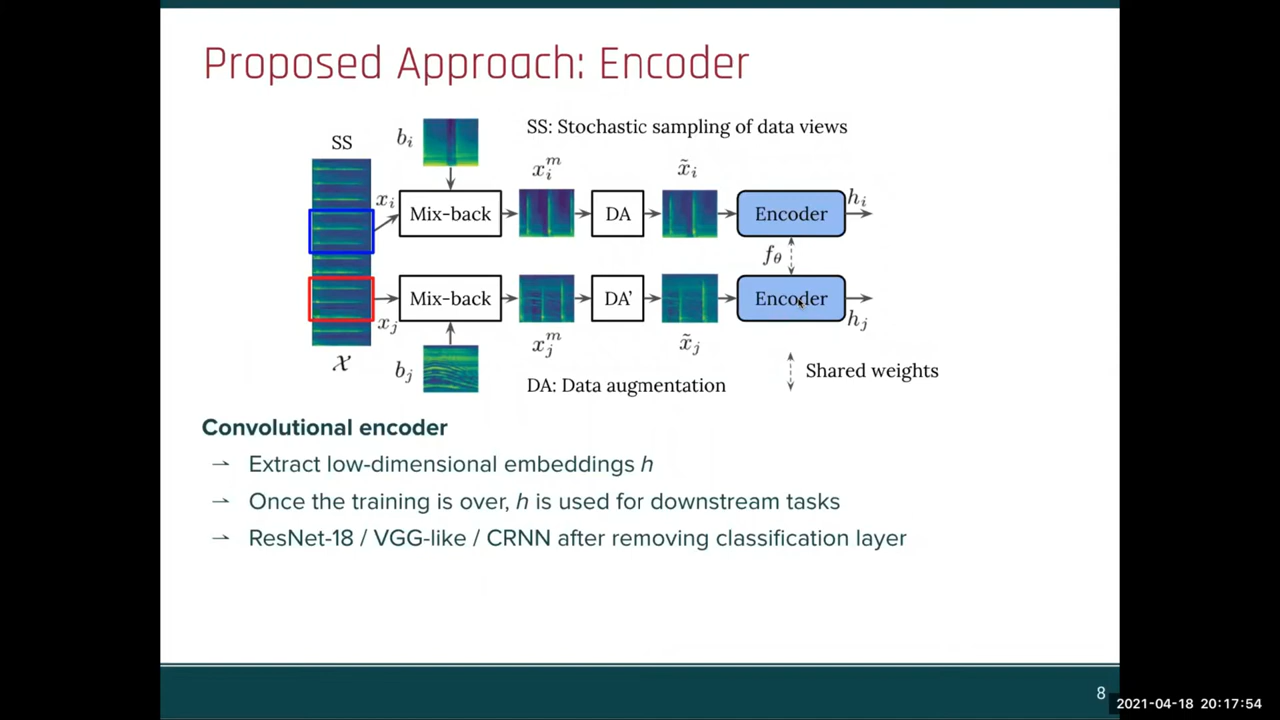 Proposed Approach: Encoder
SS
b_i
SS: Stochastic sampling of data views
x_i^m
x̃_i
x_i
Mix-back
DA
Encoder
h_i
f_θ
Mix-back
DA'
Encoder
x_j
h_j
x_j^m
x̃_j
𝒳
b_j
DA: Data augmentation
Shared weights
Convolutional encoder
→ Extract low-dimensional embeddings h
→ Once the training is over, h is used for downstream tasks
→ ResNet-18 / VGG-like / CRNN after removing classification layer
8
2021-04-18 20:17:54